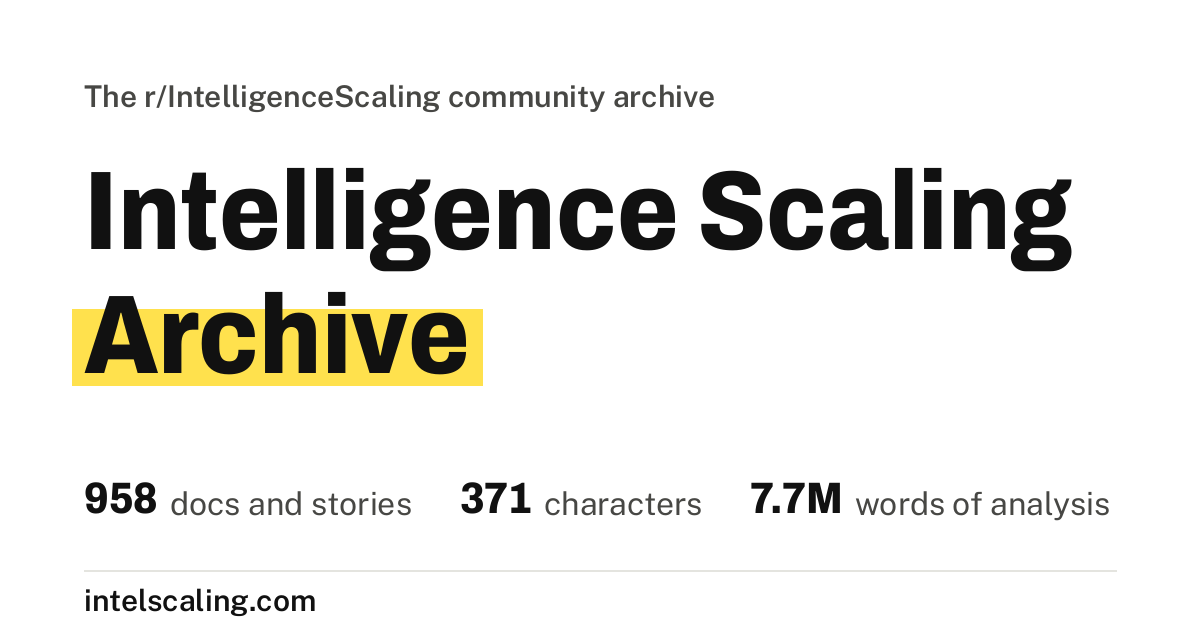 The r/IntelligenceScaling community archive
Intelligence Scaling
Archive
958 docs and stories 371 characters 7.7M words of analysis
intelscaling.com